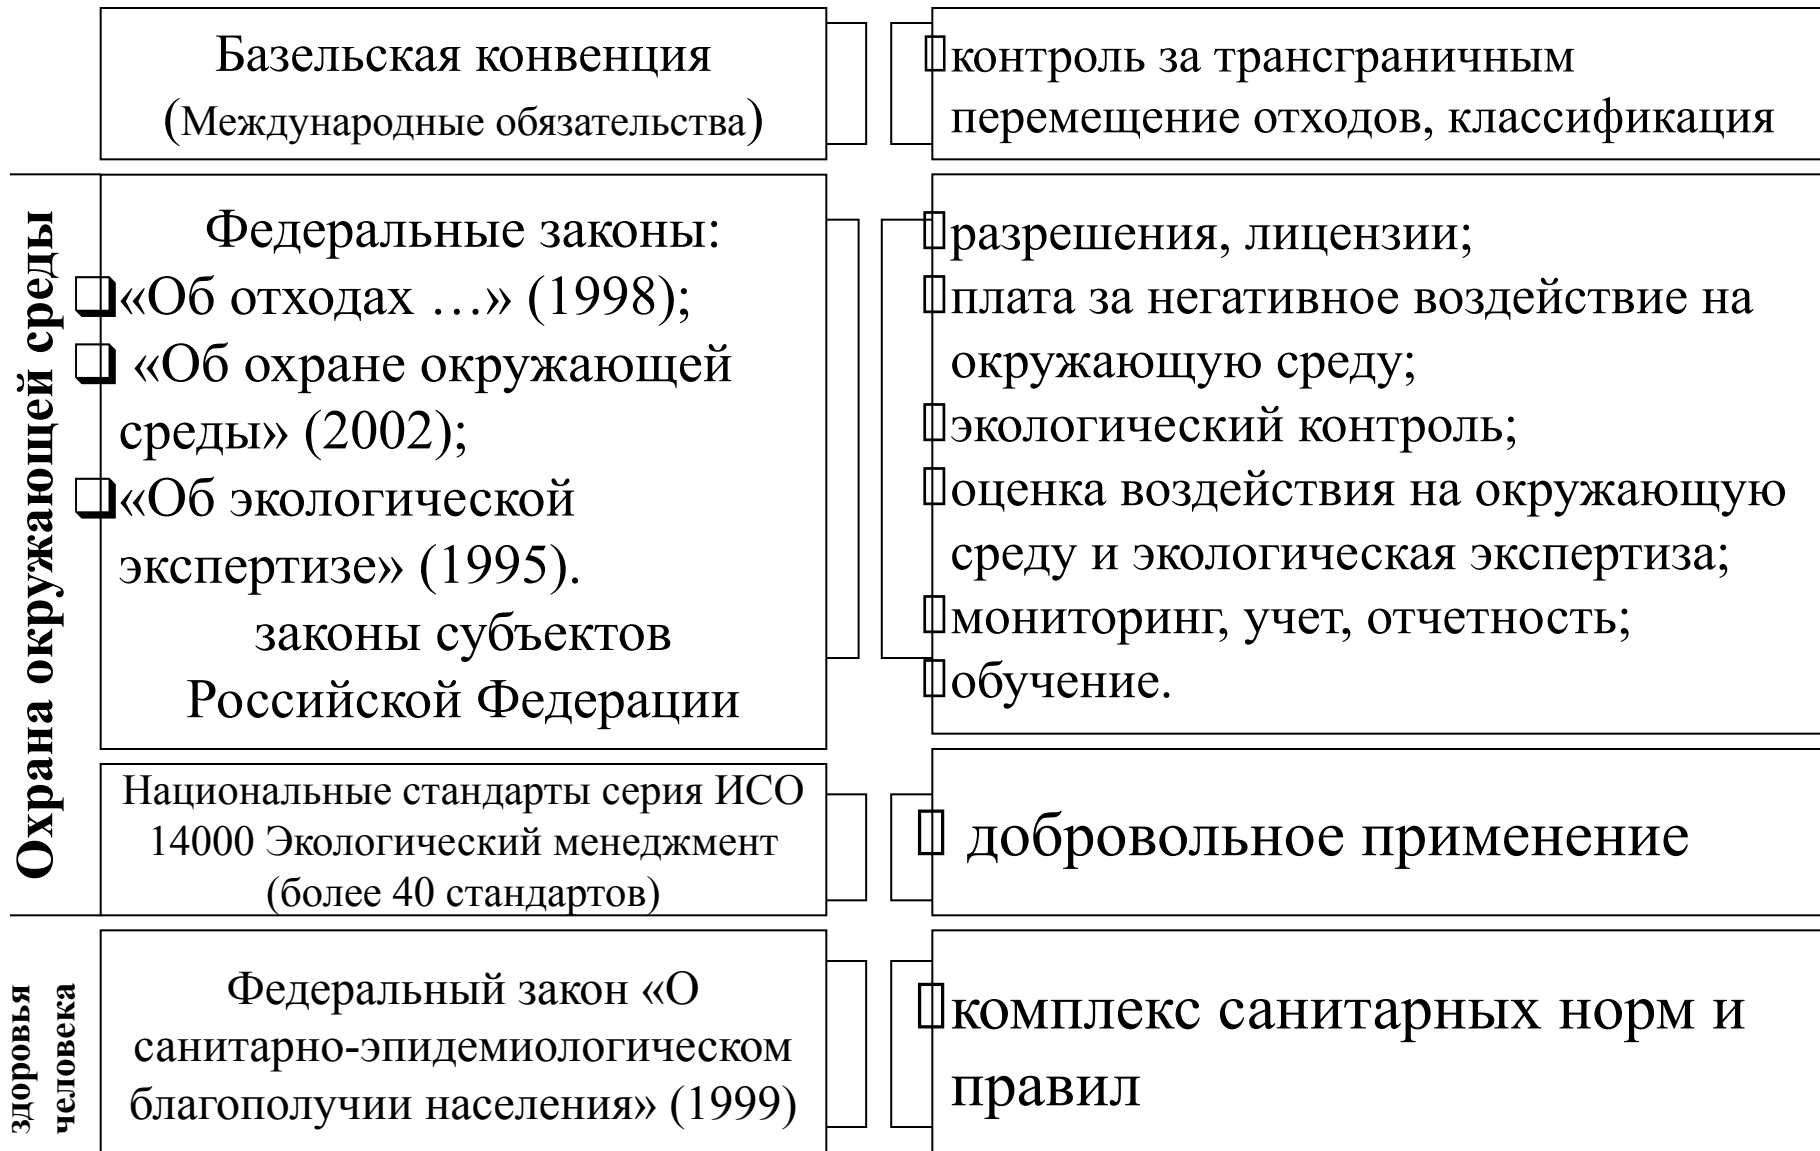 Базельская конвенция
(Международные обязательства)
контроль за трансграничным
перемещение отходов, классификация
Охрана окружающей среды
Федеральные законы:
«Об отходах …» (1998);
«Об охране окружающей
среды» (2002);
«Об экологической
экспертизе» (1995).
законы субъектов
Российской Федерации
разрешения, лицензии;
плата за негативное воздействие на
окружающую среду;
экологический контроль;
оценка воздействия на окружающую
среду и экологическая экспертиза;
мониторинг, учет, отчетность;
обучение.
Национальные стандарты серия ИСО
14000 Экологический менеджмент
(более 40 стандартов)
добровольное применение
здоровья
человека
Федеральный закон «О
санитарно-эпидемиологическом
благополучии населения» (1999)
комплекс санитарных норм и
правил